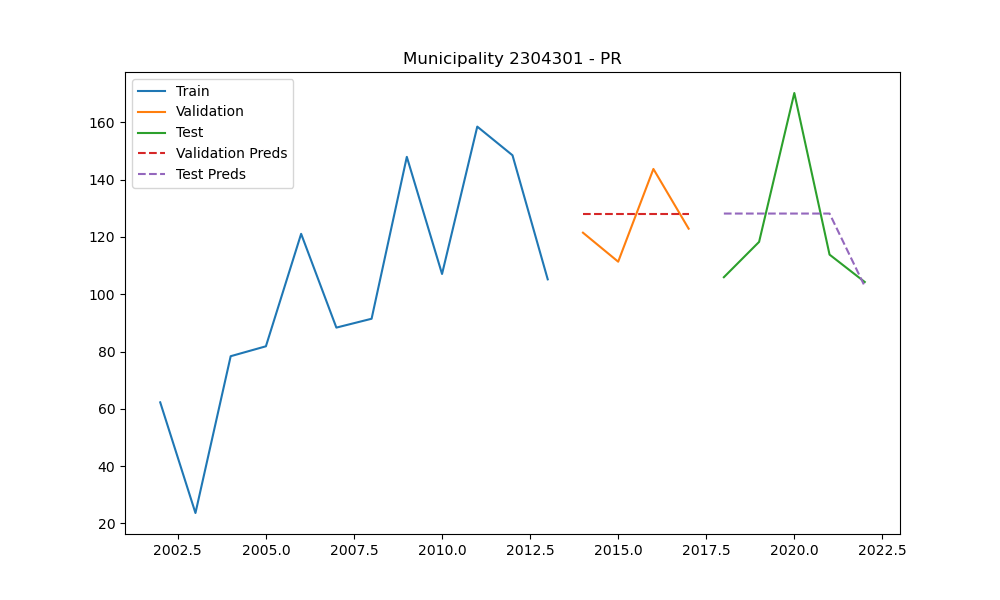 Municipality 2304301 - PR
Train
Validation
Test
Validation Preds
Test Preds
160
140
120
100
80
60
40
20
2002.5 2005.0 2007.5 2010.0 2012.5 2015.0 2017.5 2020.0 2022.5